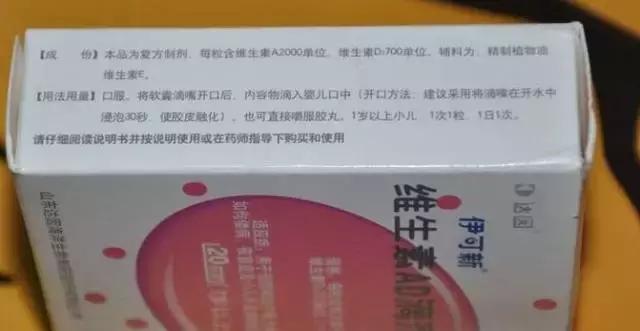 【成 份】本品为复方制剂，每粒含维生素A2000单位，维生素D₃700单位。辅料为，精制植物油
维生素E。
【用法用量】口服。将软囊滴嘴开口后，内容物滴入婴儿口中（开口方法，建议采用将滴嘴在开水中
浸泡30秒，使胶皮融化），也可直接嚼服胶丸。1岁以上小儿，一次1粒，1日1次。
请仔细阅读说明书并按说明使用或在药师指导下购买和使用
达因
伊可新
维生素AD滴